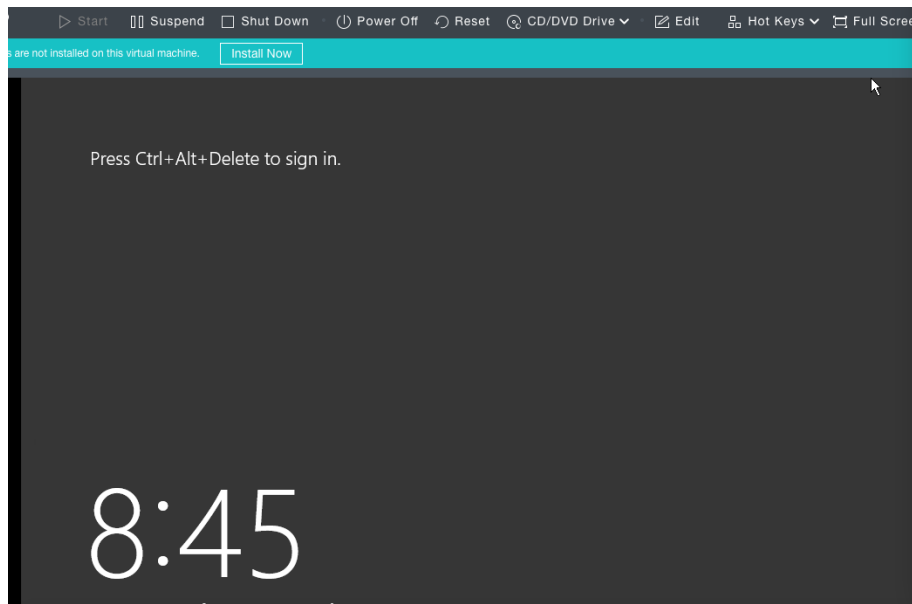 Start Suspend Shut Down Power Off Reset CD/DVD Drive Edit Hot Keys Full
s are not installed on this virtual machine. Install Now
Press Ctrl+Alt+Delete to sign in.
8:45